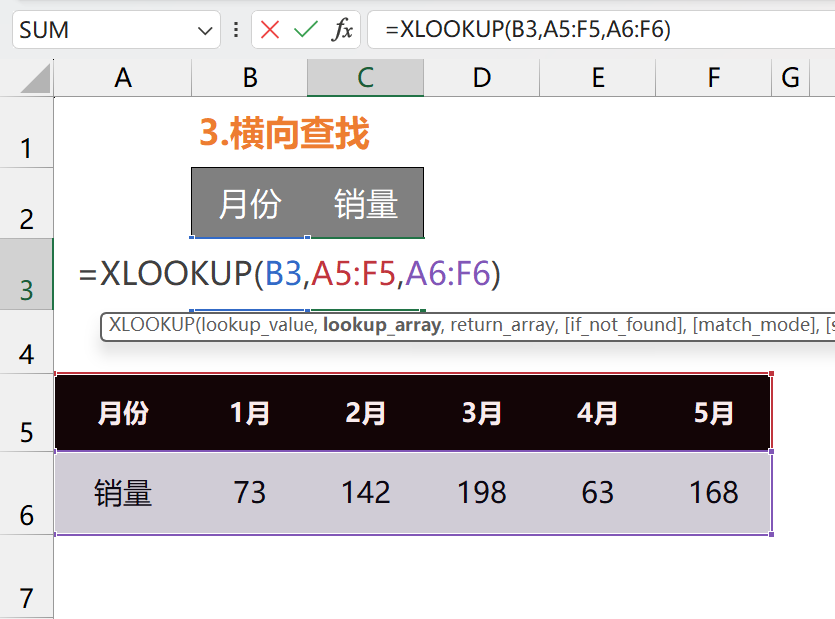 SUM =XLOOKUP(B3,A5:F5,A6:F6)
A B C D E F G
1 3.横向查找
2 月份 销量
3 =XLOOKUP(B3,A5:F5,A6:F6)
XLOOKUP(lookup_value, lookup_array, return_array, [if_not_found], [match_mode], [s
4
5 月份 1月 2月 3月 4月 5月
6 销量 73 142 198 63 168
7